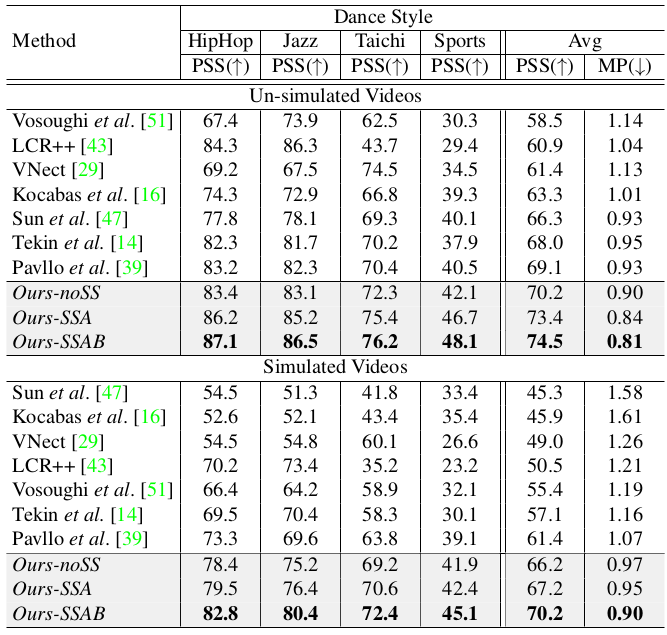 Dance Style
Method HipHop Jazz Taichi Sports Avg
PSS(↑) PSS(↑) PSS(↑) PSS(↑) PSS(↑) MP(↓)
Un-simulated Videos
Vosoughi et al. [51] 67.4 73.9 62.5 30.3 58.5 1.14
LCR++ [43] 84.3 86.3 43.7 29.4 60.9 1.04
VNect [29] 69.2 67.5 74.5 34.5 61.4 1.13
Kocabas et al. [16] 74.3 72.9 66.8 39.3 63.3 1.01
Sun et al. [47] 77.8 78.1 69.3 40.1 66.3 0.93
Tekin et al. [14] 82.3 81.7 70.2 37.9 68.0 0.95
Pavllo et al. [39] 83.2 82.3 70.4 40.5 69.1 0.93
Ours-noSS 83.4 83.1 72.3 42.1 70.2 0.90
Ours-SSA 86.2 85.2 75.4 46.7 73.4 0.84
Ours-SSAB 87.1 86.5 76.2 48.1 74.5 0.81
Simulated Videos
Sun et al. [47] 54.5 51.3 41.8 33.4 45.3 1.58
Kocabas et al. [16] 52.6 52.1 43.4 35.4 45.9 1.61
VNect [29] 54.5 54.8 60.1 26.6 49.0 1.26
LCR++ [43] 70.2 73.4 35.2 23.2 50.5 1.21
Vosoughi et al. [51] 66.4 64.2 58.9 32.1 55.4 1.19
Tekin et al. [14] 69.5 70.4 58.3 30.1 57.1 1.16
Pavllo et al. [39] 73.3 69.6 63.8 39.1 61.4 1.07
Ours-noSS 78.4 75.2 69.2 41.9 66.2 0.97
Ours-SSA 79.5 76.4 70.6 42.4 67.2 0.95
Ours-SSAB 82.8 80.4 72.4 45.1 70.2 0.90